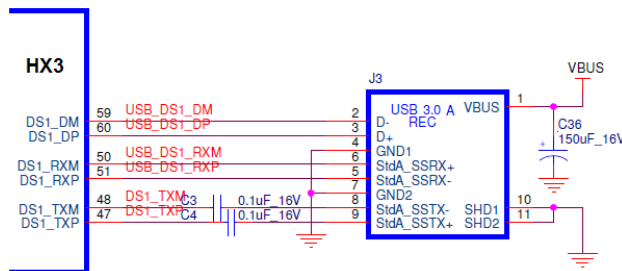 HX3
J3
VBUS
59 USB_DS1_DM
DS1_DM
60 USB_DS1_DP
DS1_DP
50 USB_DS1_RXM
DS1_RXM
51 USB_DS1_RXP
DS1_RXP
48 DS1_TXM C3 0.1uF_16V
DS1_TXM
47 DS1_TXP C4 0.1uF_16V
DS1_TXP
USB 3.0 A
REC
VBUS 1
2 D-
3 D+
4 GND1
6 StdA_SSRX+
5 StdA_SSRX-
7 GND2
8 StdA_SSTX-
9 StdA_SSTX+
SHD1 10
SHD2 11
+
C36
150uF_16V